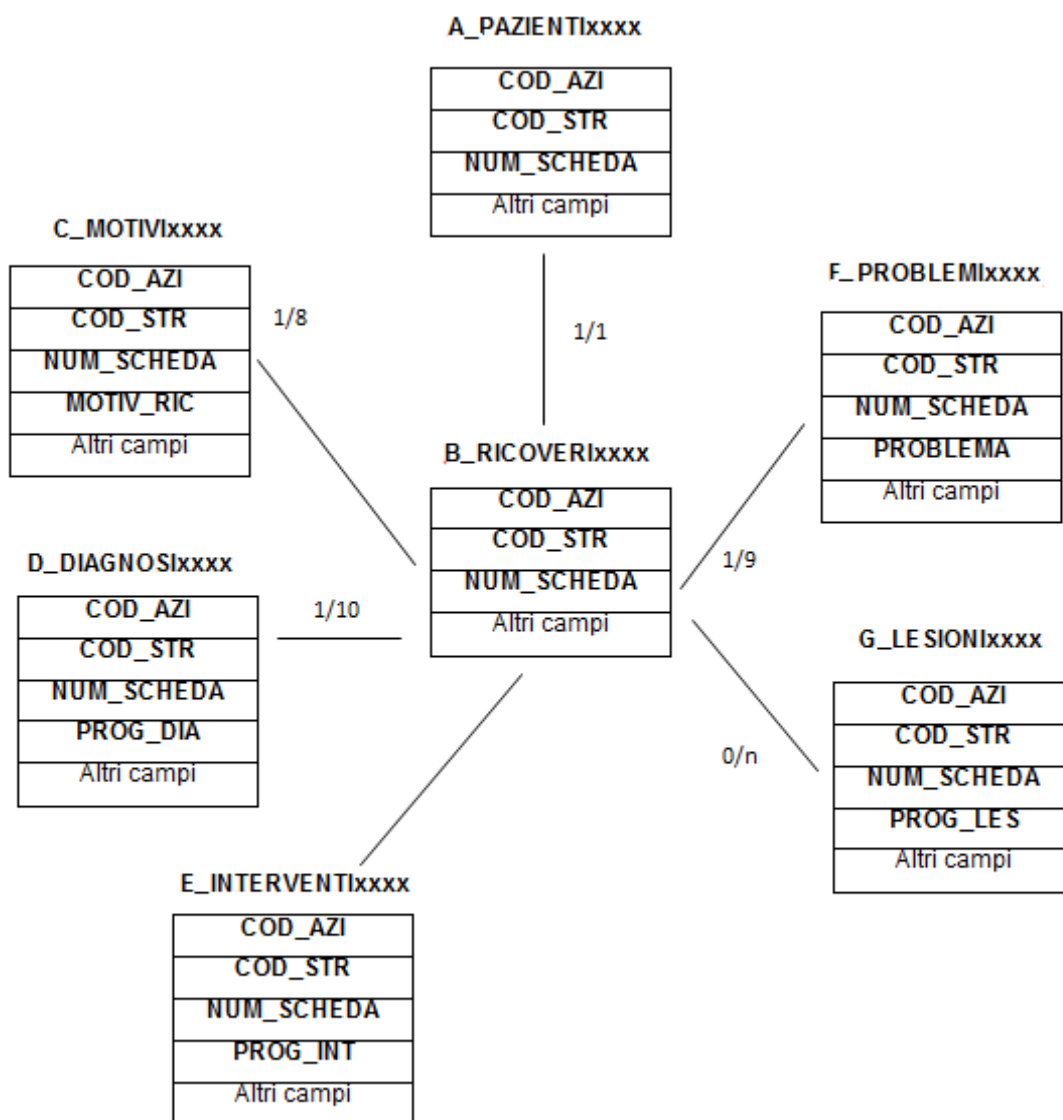 A_PAZIENTIxxxx
COD_AZI
COD_STR
NUM_SCHEDA
Altri campi
C_MOTIVIxxxx
COD_AZI
COD_STR
NUM_SCHEDA
MOTIV_RIC
Altri campi
1/8
1/1
F_PROBLEMIxxxx
COD_AZI
COD_STR
NUM_SCHEDA
PROBLEMA
Altri campi
B_RICOVERIxxxx
COD_AZI
COD_STR
NUM_SCHEDA
Altri campi
1/9
D_DIAGNOSIxxxx
COD_AZI
COD_STR
NUM_SCHEDA
PROG_DIA
Altri campi
1/10
G_LESIONIxxxx
COD_AZI
COD_STR
NUM_SCHEDA
PROG_LES
Altri campi
0/n
E_INTERVENTIxxxx
COD_AZI
COD_STR
NUM_SCHEDA
PROG_INT
Altri campi